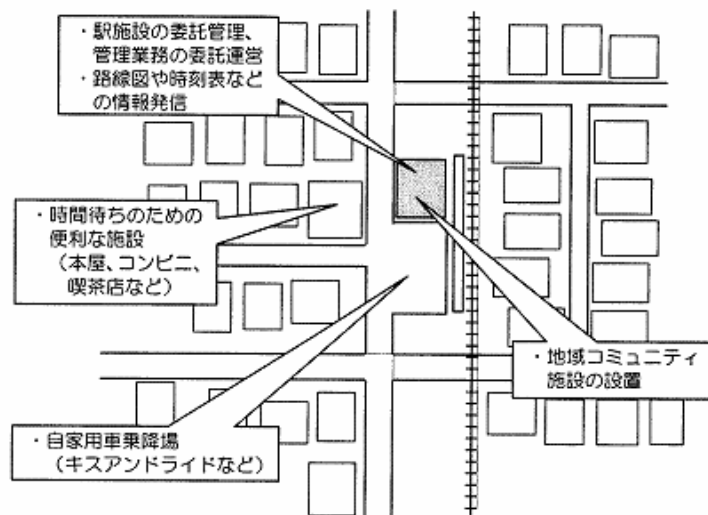 ・駅施設の委託管理、
管理業務の委託運営
・路線図や時刻表など
の情報発信
・時間待ちのための
便利な施設
（本屋、コンビニ、
喫茶店など）
・地域コミュニティ
施設の設置
・自家用車乗降場
（キスアンドライドなど）